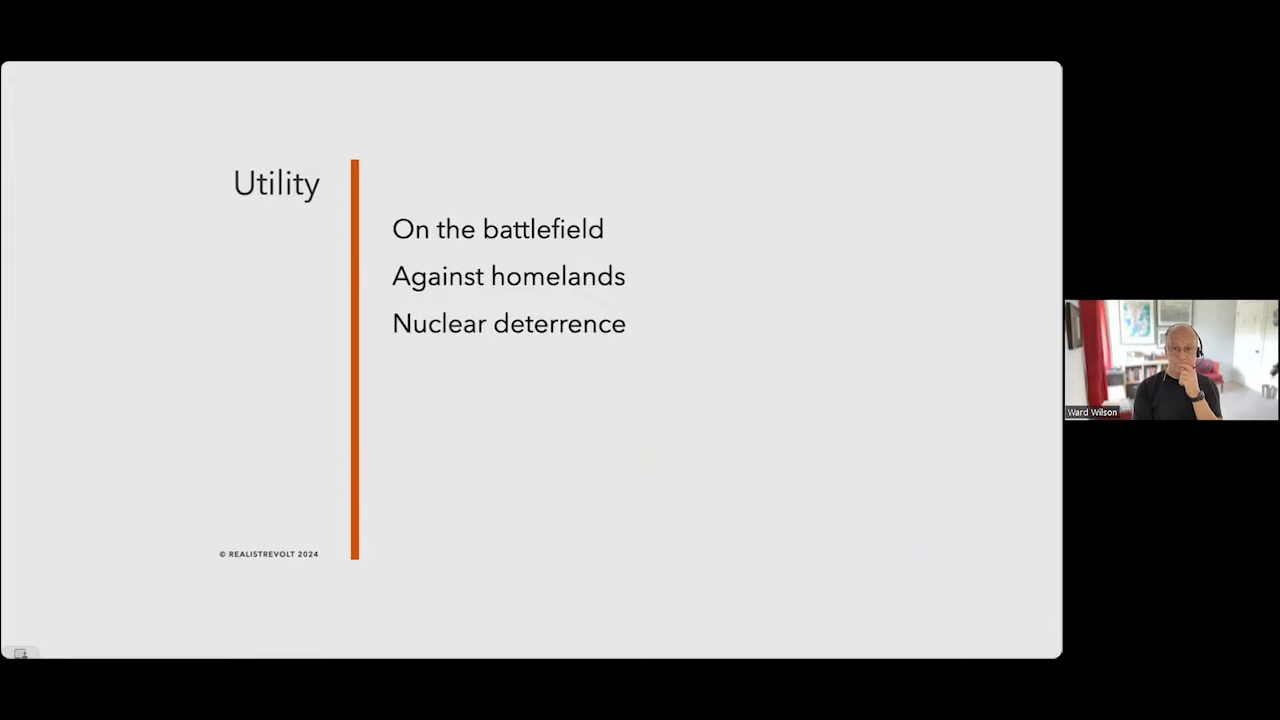 Utility
On the battlefield
Against homelands
Nuclear deterrence
© REALISTREVOLT 2024
Ward Wilson